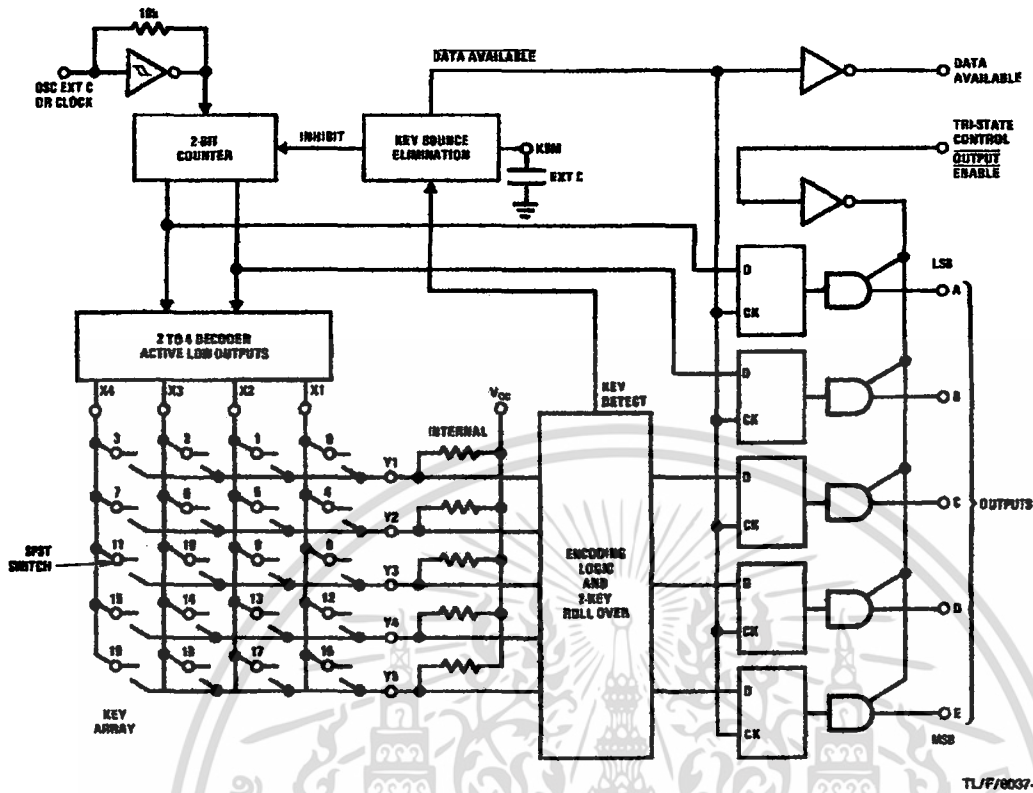 10k
OSC EXT C
OR CLOCK
2-BIT
COUNTER
INHIBIT
KEY BOUNCE
ELIMINATION
KBM
EXT C
DATA AVAILABLE
DATA
AVAILABLE
TRI-STATE
CONTROL
OUTPUT
ENABLE
2 TO 4 DECODER
ACTIVE LOW OUTPUTS
X4 X3 X2 X1
VCC
INTERNAL
KEY
DETECT
3 2 1 0 Y1
7 6 5 4 Y2
11 10 9 8 Y3
15 14 13 12 Y4
19 18 17 16 Y5
SPST
SWITCH
KEY
ARRAY
ENCODING
LOGIC
AND
2-KEY
ROLL OVER
D
CK
LSB
A
D
CK
B
D
CK
C
OUTPUTS
D
CK
D
D
CK
E
MSB
TL/F/6037-